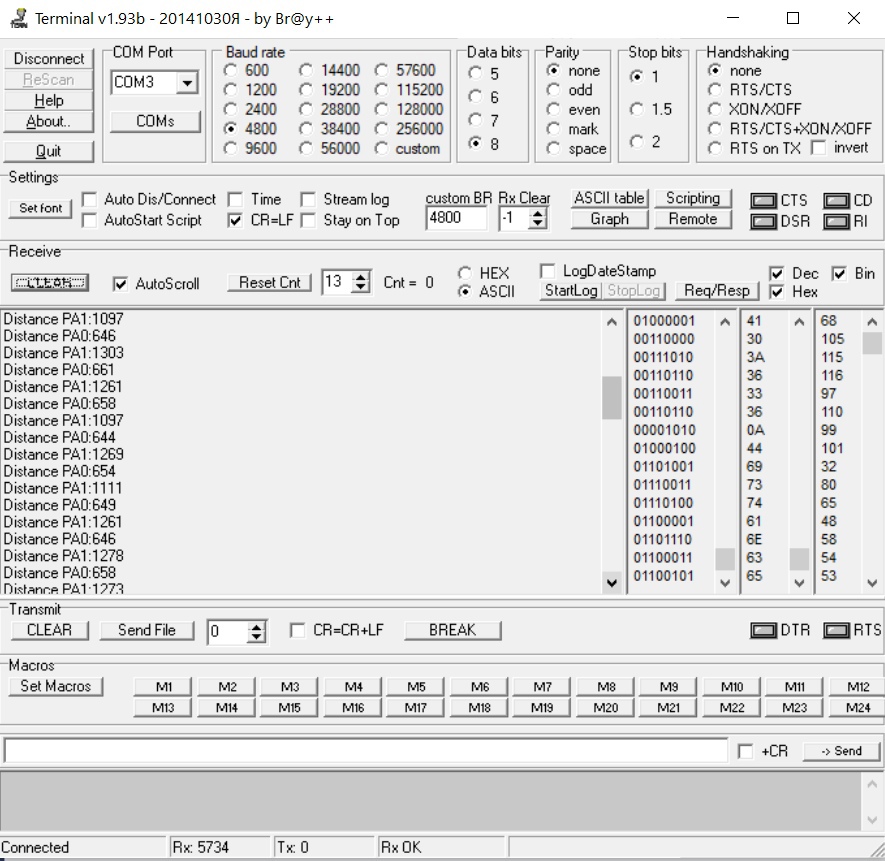 Terminal v1.93b - 20141030Я - by Br@y++
Disconnect
ReScan
Help
About..
Quit
COM Port
COM3
COMs
Baud rate
600 14400 57600
1200 19200 115200
2400 28800 128000
4800 38400 256000
9600 56000 custom
Data bits
5
6
7
8
Parity
none
odd
even
mark
space
Stop bits
1
1.5
2
Handshaking
none
RTS/CTS
XON/XOFF
RTS/CTS+XON/XOFF
RTS on TX invert
Settings
Set font
Auto Dis/Connect Time Stream log
AutoStart Script CR=LF Stay on Top
custom BR Rx Clear
4800 -1
ASCII table Scripting
Graph Remote
CTS CD
DSR RI
Receive
CLEAR AutoScroll Reset Cnt 13 Cnt = 0
HEX
ASCII
LogDateStamp
StartLog StopLog Req/Resp
Dec Bin
Hex
Distance PA1:1097
Distance PA0:646
Distance PA1:1303
Distance PA0:661
Distance PA1:1261
Distance PA0:658
Distance PA1:1097
Distance PA0:644
Distance PA1:1269
Distance PA0:654
Distance PA1:1111
Distance PA0:649
Distance PA1:1261
Distance PA0:646
Distance PA1:1278
Distance PA0:658
Distance PA1:1273
01000001 41 68
00110000 30 105
00111010 3A 115
00110110 36 116
00110011 33 97
00110110 36 110
00001010 0A 99
01000100 44 101
01101001 69 32
01110011 73 80
01110100 74 65
01100001 61 48
01101110 6E 58
01100011 63 54
01100101 65 53
Transmit
CLEAR Send File 0 CR=CR+LF BREAK DTR RTS
Macros
Set Macros M1 M2 M3 M4 M5 M6 M7 M8 M9 M10 M11 M12
M13 M14 M15 M16 M17 M18 M19 M20 M21 M22 M23 M24
+CR -> Send
Connected Rx: 5734 Tx: 0 Rx OK